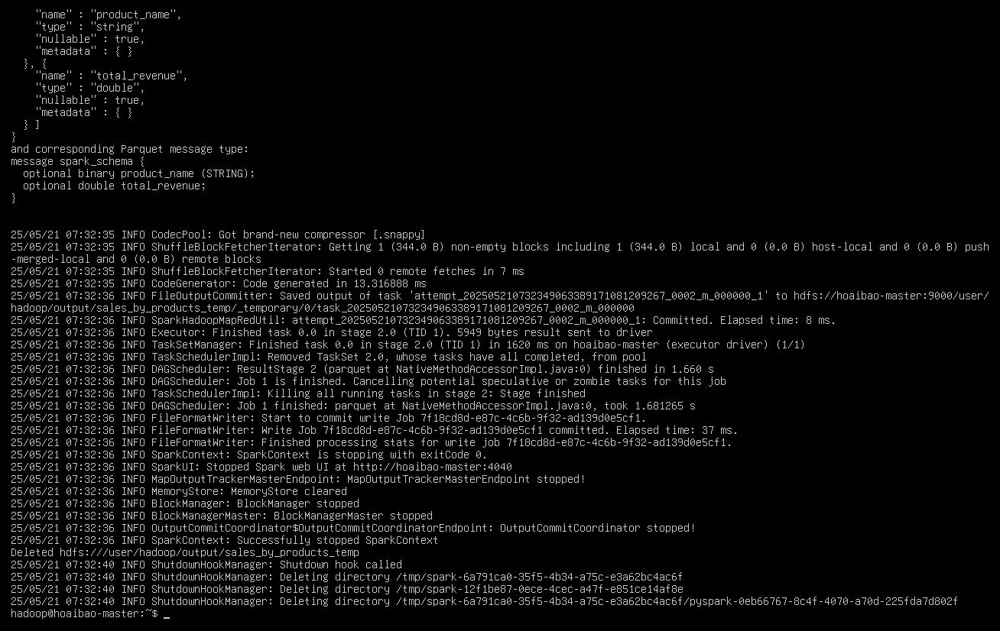 "name" : "product_name",
    "type" : "string",
    "nullable" : true,
    "metadata" : { }
  }, {
    "name" : "total_revenue",
    "type" : "double",
    "nullable" : true,
    "metadata" : { }
  } ]
}
and corresponding Parquet message type:
message spark_schema {
  optional binary product_name (STRING);
  optional double total_revenue;
}
25/05/21 07:32:35 INFO CodecPool: Got brand-new compressor [.snappy]
25/05/21 07:32:35 INFO ShuffleBlockFetcherIterator: Getting 1 (344.0 B) non-empty blocks including 1 (344.0 B) local and 0 (0.0 B) host-local and 0 (0.0 B) push
-merged-local and 0 (0.0 B) remote blocks
25/05/21 07:32:35 INFO ShuffleBlockFetcherIterator: Started 0 remote fetches in 7 ms
25/05/21 07:32:35 INFO CodeGenerator: Code generated in 13.316888 ms
25/05/21 07:32:36 INFO FileOutputCommitter: Saved output of task 'attempt_202505210732349063389171081209267_0002_m_000000_1' to hdfs://hoaibao-master:9000/user/
hadoop/output/sales_by_products_temp/_temporary/0/task_202505210732349063389171081209267_0002_m_000000
25/05/21 07:32:36 INFO SparkHadoopMapRedUtil: attempt_202505210732349063389171081209267_0002_m_000000_1: Committed. Elapsed time: 8 ms.
25/05/21 07:32:36 INFO Executor: Finished task 0.0 in stage 2.0 (TID 1). 5949 bytes result sent to driver
25/05/21 07:32:36 INFO TaskSetManager: Finished task 0.0 in stage 2.0 (TID 1) in 1620 ms on hoaibao-master (executor driver) (1/1)
25/05/21 07:32:36 INFO TaskSchedulerImpl: Removed TaskSet 2.0, whose tasks have all completed, from pool
25/05/21 07:32:36 INFO DAGScheduler: ResultStage 2 (parquet at NativeMethodAccessorImpl.java:0) finished in 1.660 s
25/05/21 07:32:36 INFO DAGScheduler: Job 1 is finished. Cancelling potential speculative or zombie tasks for this job
25/05/21 07:32:36 INFO TaskSchedulerImpl: Killing all running tasks in stage 2: Stage finished
25/05/21 07:32:36 INFO DAGScheduler: Job 1 finished: parquet at NativeMethodAccessorImpl.java:0, took 1.681265 s
25/05/21 07:32:36 INFO FileFormatWriter: Start to commit write Job 7f18cd8d-e87c-4c6b-9f32-ad139d0e5cf1.
25/05/21 07:32:36 INFO FileFormatWriter: Write Job 7f18cd8d-e87c-4c6b-9f32-ad139d0e5cf1 committed. Elapsed time: 37 ms.
25/05/21 07:32:36 INFO FileFormatWriter: Finished processing stats for write job 7f18cd8d-e87c-4c6b-9f32-ad139d0e5cf1.
25/05/21 07:32:36 INFO SparkContext: SparkContext is stopping with exitCode 0.
25/05/21 07:32:36 INFO SparkUI: Stopped Spark web UI at http://hoaibao-master:4040
25/05/21 07:32:36 INFO MapOutputTrackerMasterEndpoint: MapOutputTrackerMasterEndpoint stopped!
25/05/21 07:32:36 INFO MemoryStore: MemoryStore cleared
25/05/21 07:32:36 INFO BlockManager: BlockManager stopped
25/05/21 07:32:36 INFO BlockManagerMaster: BlockManagerMaster stopped
25/05/21 07:32:36 INFO OutputCommitCoordinator$OutputCommitCoordinatorEndpoint: OutputCommitCoordinator stopped!
25/05/21 07:32:36 INFO SparkContext: Successfully stopped SparkContext
Deleted hdfs:///user/hadoop/output/sales_by_products_temp
25/05/21 07:32:40 INFO ShutdownHookManager: Shutdown hook called
25/05/21 07:32:40 INFO ShutdownHookManager: Deleting directory /tmp/spark-6a791ca0-35f5-4b34-a75c-e3a62bc4ac6f
25/05/21 07:32:40 INFO ShutdownHookManager: Deleting directory /tmp/spark-12f1be87-0ece-4cec-a47f-e851ce14af8e
25/05/21 07:32:40 INFO ShutdownHookManager: Deleting directory /tmp/spark-6a791ca0-35f5-4b34-a75c-e3a62bc4ac6f/pyspark-0eb66767-8c4f-4070-a70d-225fda7d802f
hadoop@hoaibao-master:~$ _